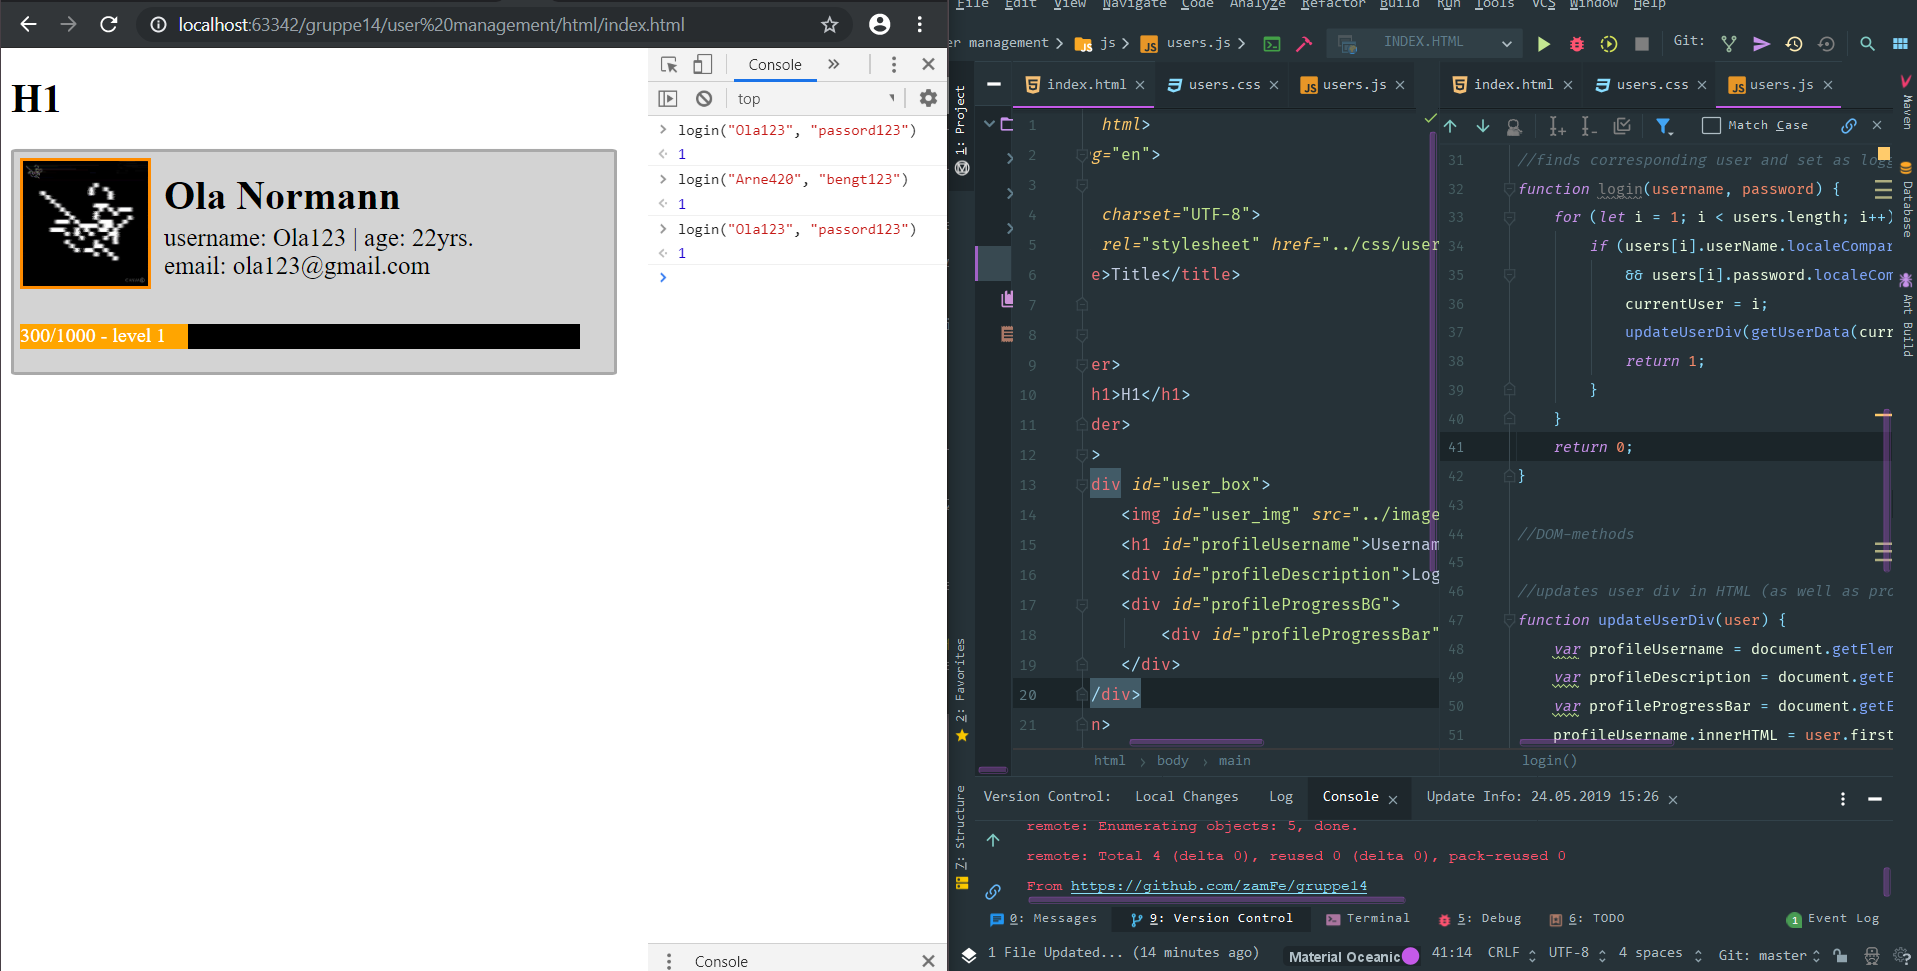 localhost:63342/gruppe14/user%20management/html/index.html
H1
Ola Normann
username: Ola123 | age: 22yrs.
email: ola123@gmail.com
300/1000 - level 1
Console
top
login("Ola123", "passord123")
1
login("Arne420", "bengt123")
1
login("Ola123", "passord123")
1
Console
File Edit View Navigate Code Analyze Refactor Build Run Tools VCS Window Help
er management js users.js INDEX.HTML Git:
1: Project
2: Favorites
7: Structure
index.html users.css users.js
1 html>
2 g="en">
3
4 charset="UTF-8">
5 rel="stylesheet" href="../css/user
6 e>Title</title>
7
8
9 er>
10 h1>H1</h1>
11 der>
12 >
13 div id="user_box">
14 <img id="user_img" src="../image
15 <h1 id="profileUsername">Usernam
16 <div id="profileDescription">Log
17 <div id="profileProgressBG">
18 <div id="profileProgressBar"
19 </div>
20 /div>
21 n>
html › body › main
index.html users.css users.js
Match Case
31 //finds corresponding user and set as log
32 function login(username, password) {
33 for (let i = 1; i < users.length; i++)
34 if (users[i].userName.localeCompar
35 && users[i].password.localeCom
36 currentUser = i;
37 updateUserDiv(getUserData(curr
38 return 1;
39 }
40 }
41 return 0;
42 }
43
44 //DOM-methods
45
46 //updates user div in HTML (as well as pro
47 function updateUserDiv(user) {
48 var profileUsername = document.getElem
49 var profileDescription = document.getE
50 var profileProgressBar = document.getE
51 profileUsername.innerHTML = user.first
login()
Maven
Database
Ant Build
Version Control: Local Changes Log Console Update Info: 24.05.2019 15:26
remote: Enumerating objects: 5, done.
remote: Total 4 (delta 0), reused 0 (delta 0), pack-reused 0
From https://github.com/zamFe/gruppe14
0: Messages 9: Version Control Terminal 5: Debug 6: TODO 1 Event Log
1 File Updated... (14 minutes ago) Material Oceanic 41:14 CRLF UTF-8 4 spaces Git: master